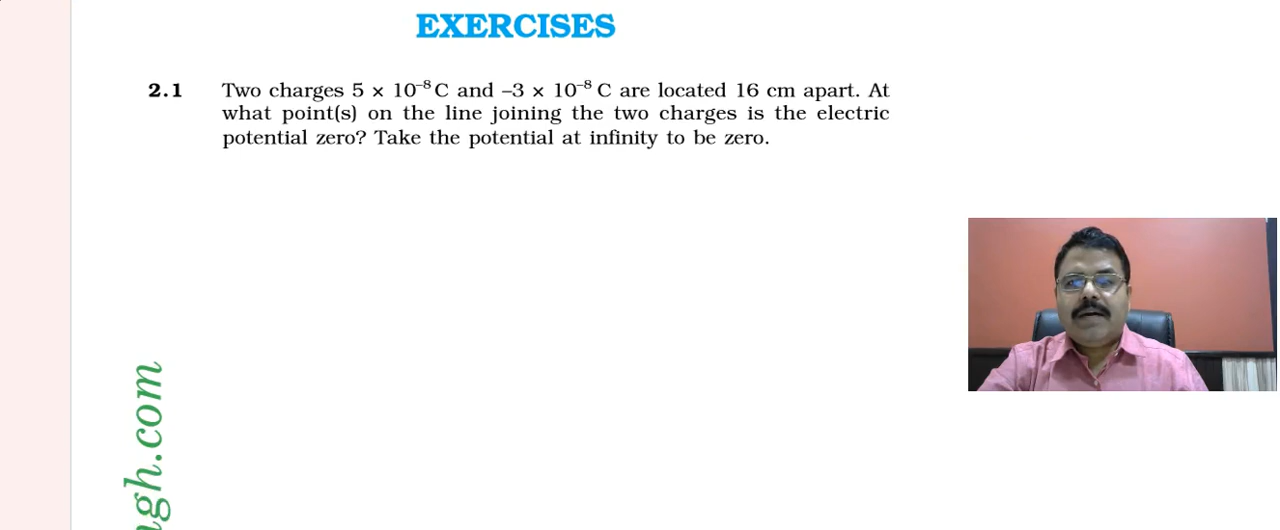 EXERCISES
2.1 Two charges 5 × 10⁻⁸ C and –3 × 10⁻⁸ C are located 16 cm apart. At
what point(s) on the line joining the two charges is the electric
potential zero? Take the potential at infinity to be zero.
gh.com